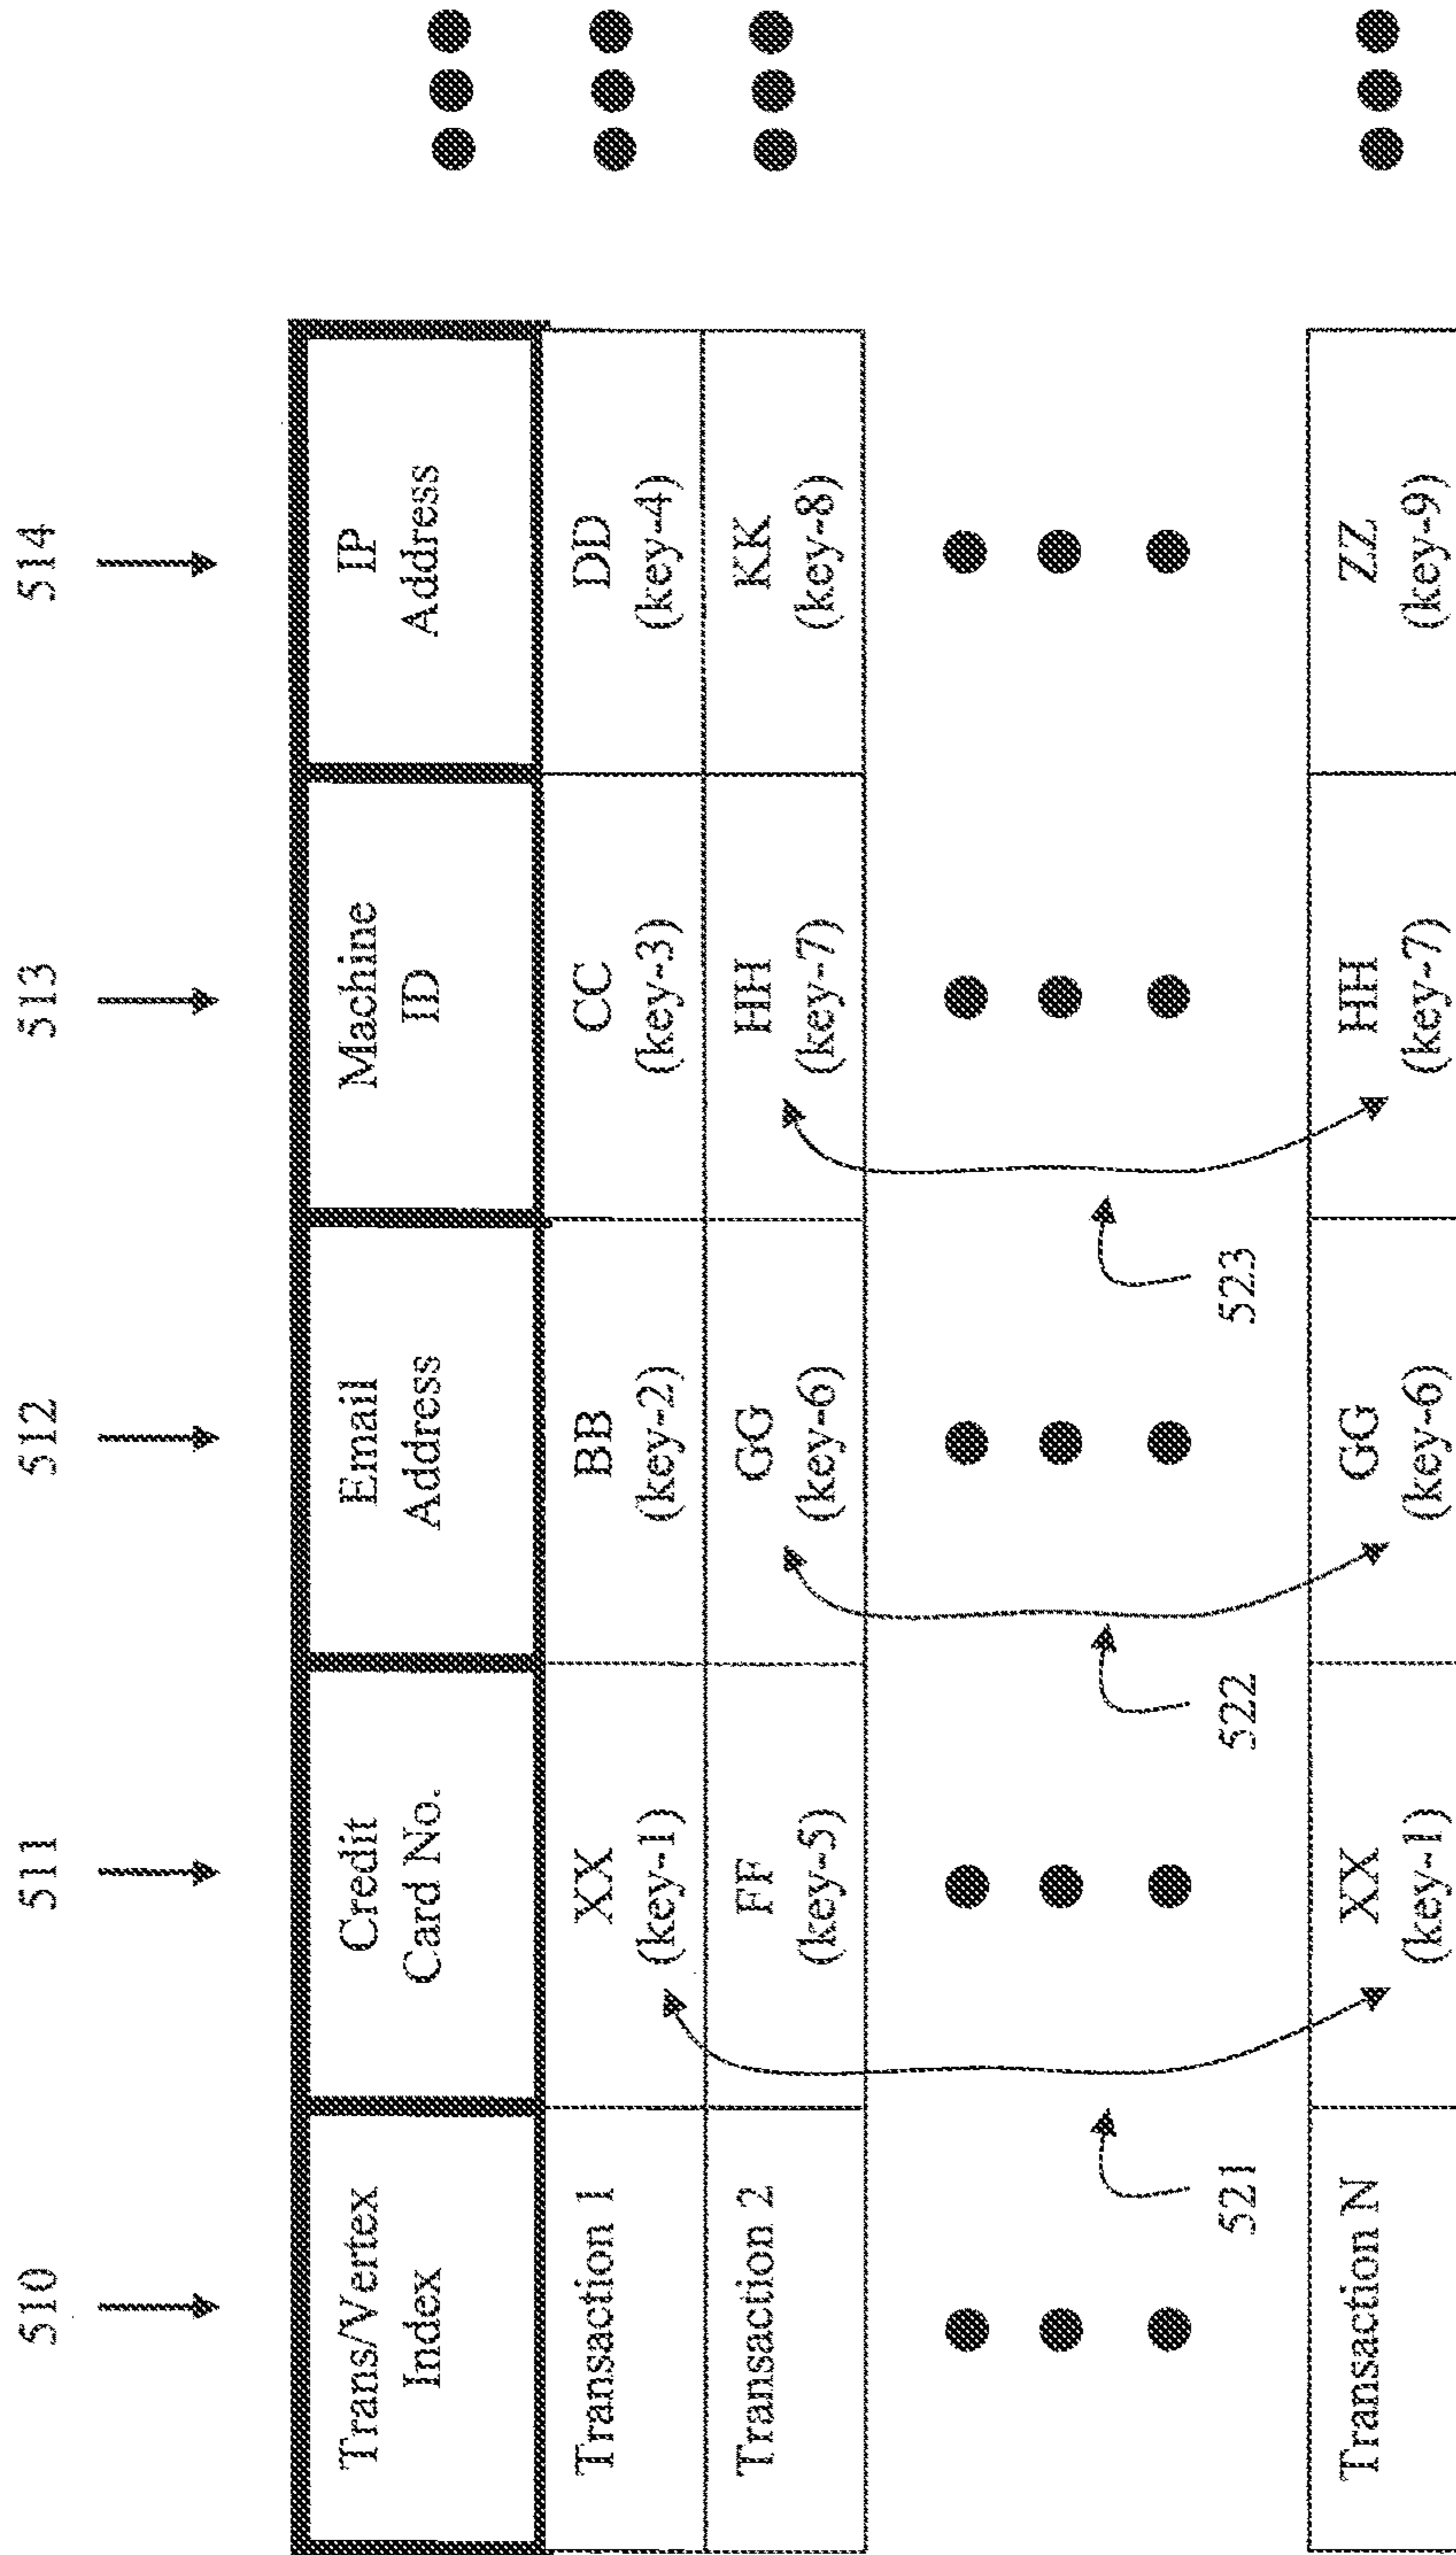 510
511
512
513
514
Trans/Vertex
Index
Credit
Card No.
Email
Address
Machine
ID
IP
Address
Transaction 1
XX
(key-1)
BB
(key-2)
CC
(key-3)
DD
(key-4)
Transaction 2
FF
(key-5)
GG
(key-6)
HH
(key-7)
KK
(key-8)
521
522
523
Transaction N
XX
(key-1)
GG
(key-6)
HH
(key-7)
ZZ
(key-9)